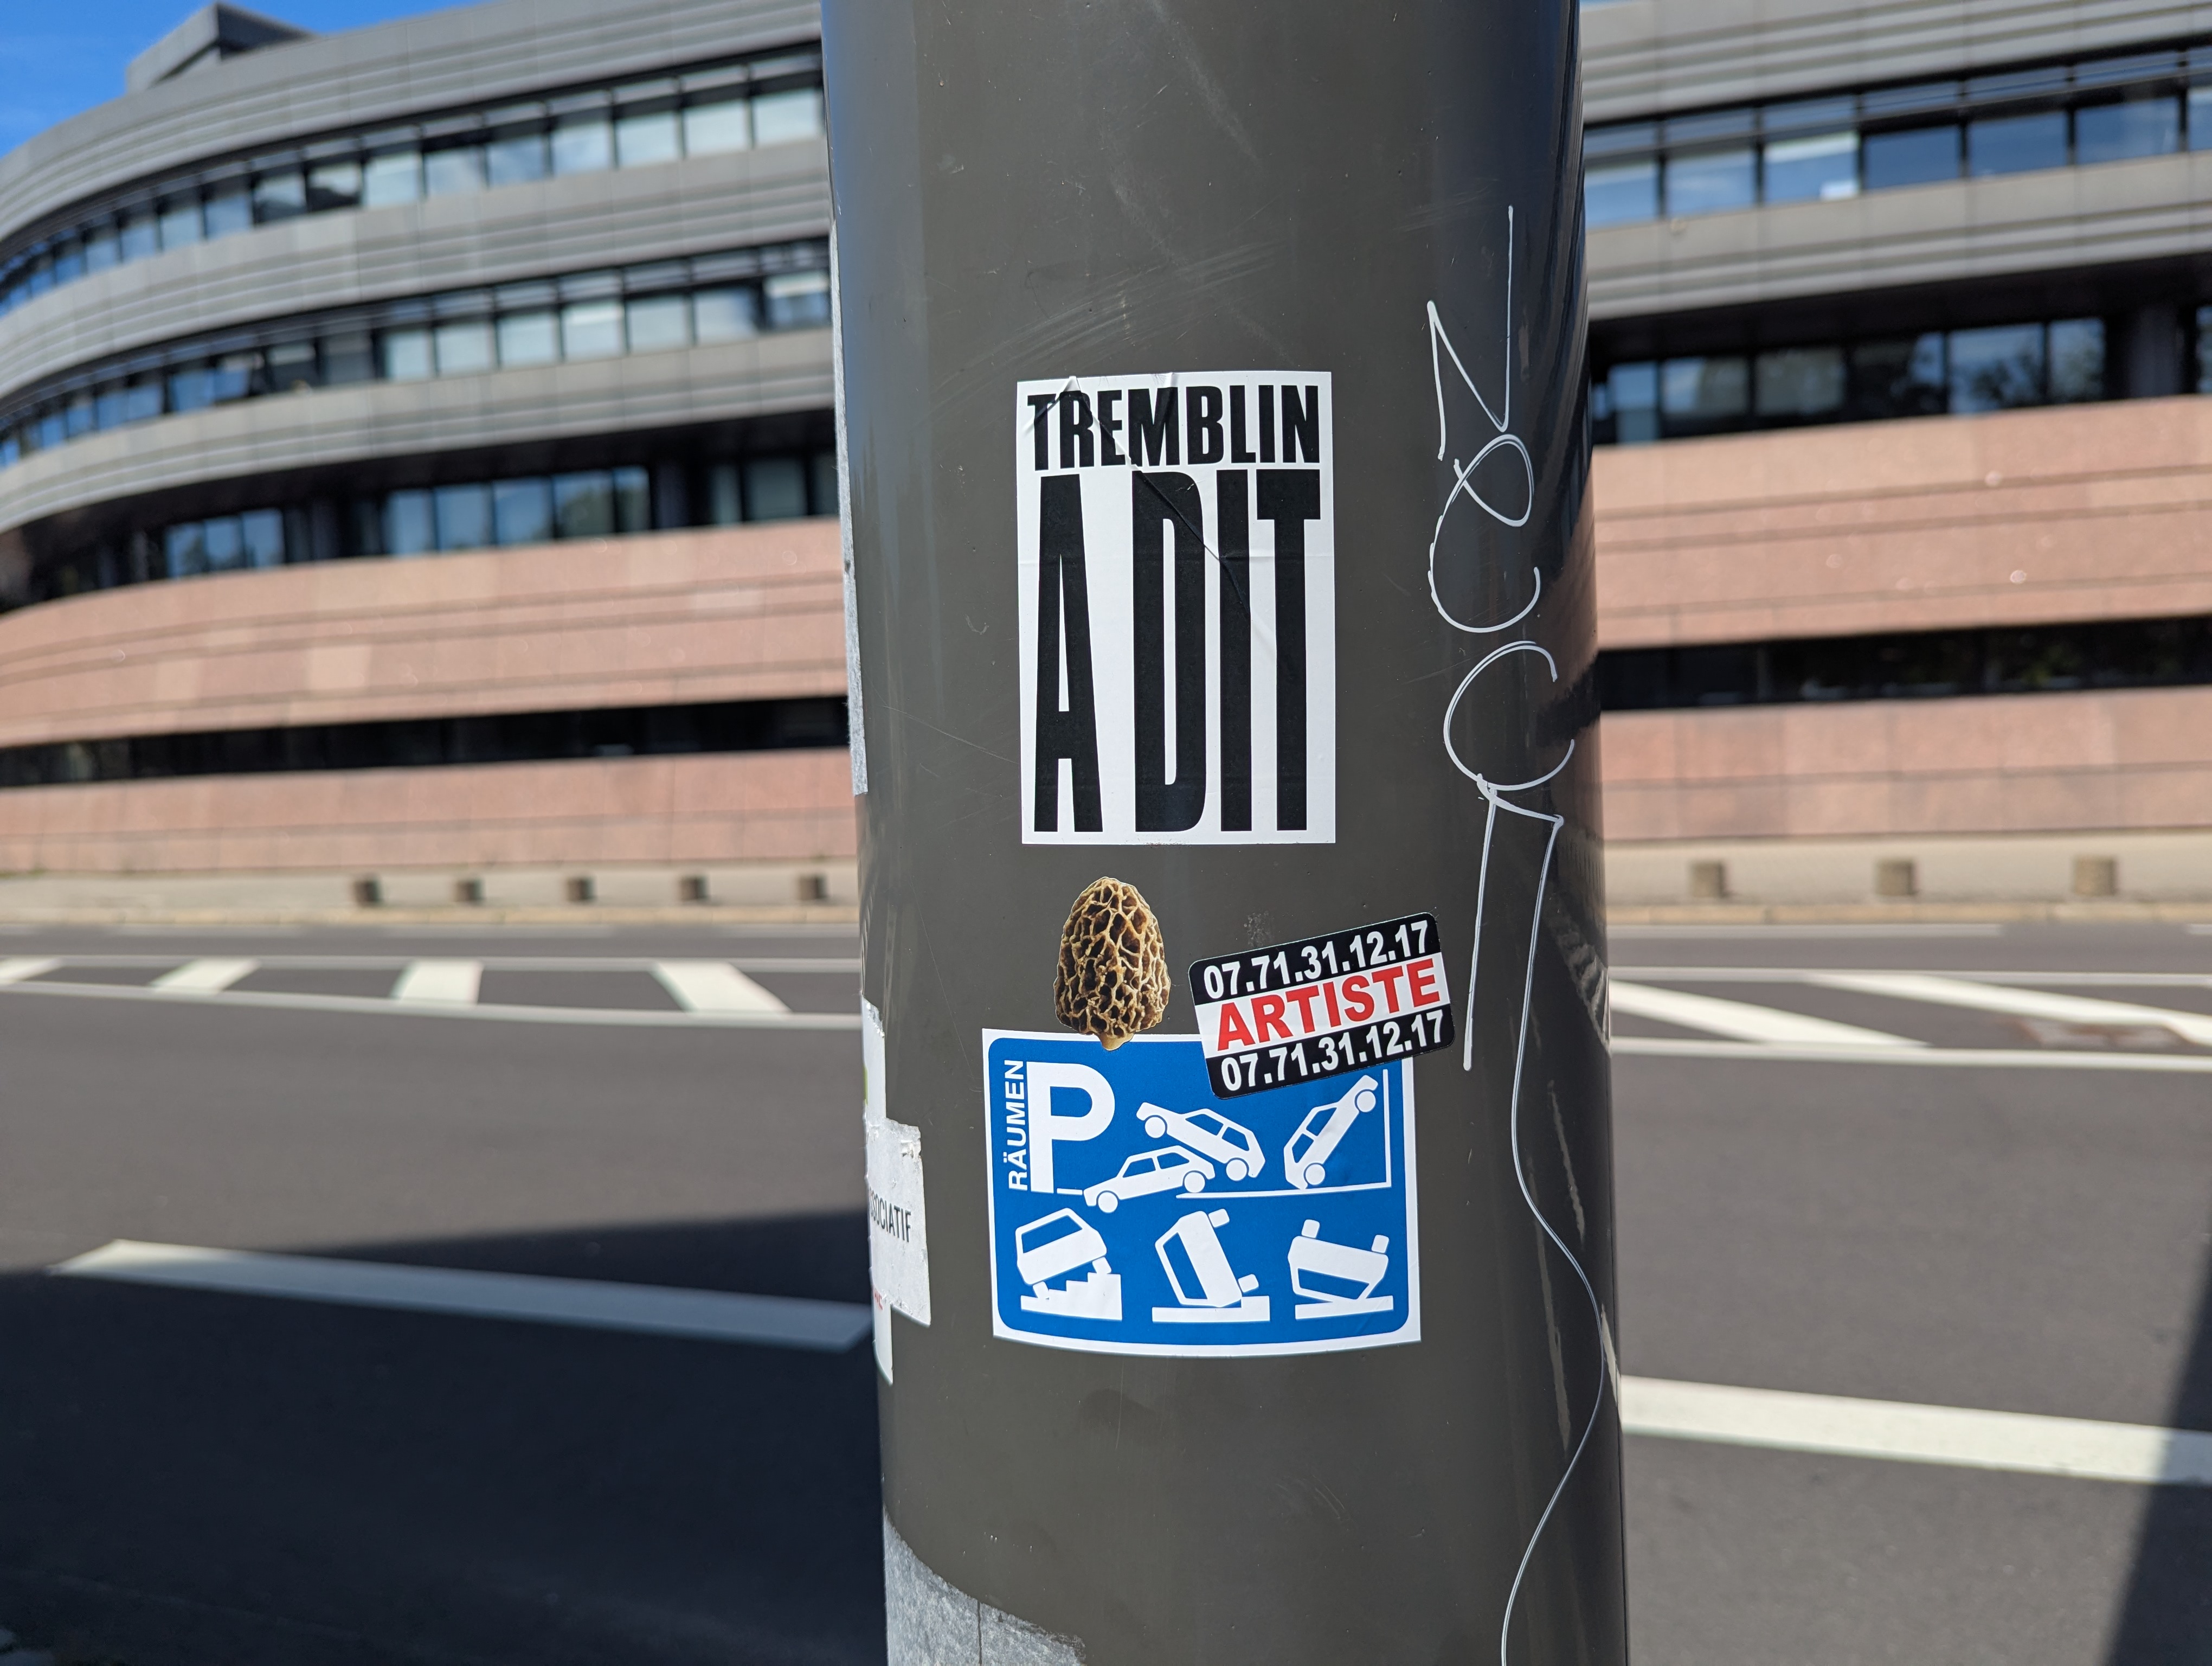 TREMBLIN
A DIT
07.71.31.12.17
ARTISTE
07.71.31.12.17
RÄUMEN
P